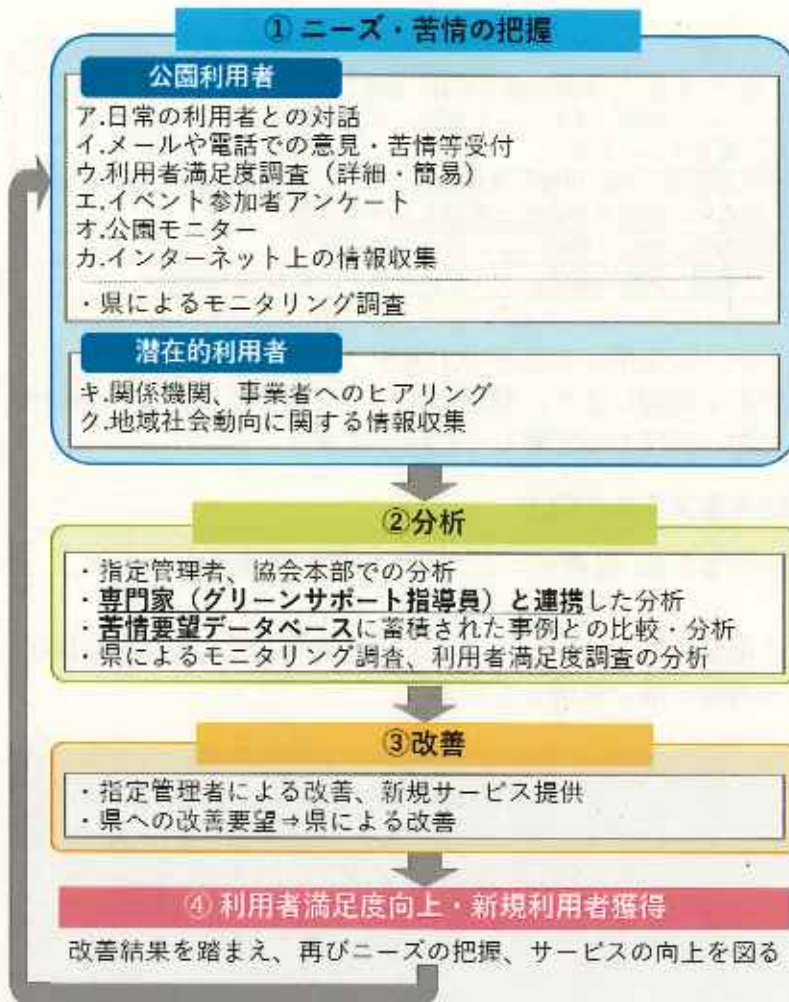 ① ニーズ・苦情の把握
公園利用者
ア.日常の利用者との対話
イ.メールや電話での意見・苦情等受付
ウ.利用者満足度調査（詳細・簡易）
エ.イベント参加者アンケート
オ.公園モニター
カ.インターネット上の情報収集
・県によるモニタリング調査
潜在的利用者
キ.関係機関、事業者へのヒアリング
ク.地域社会動向に関する情報収集
②分析
・指定管理者、協会本部での分析
・専門家（グリーンサポート指導員）と連携した分析
・苦情要望データベースに蓄積された事例との比較・分析
・県によるモニタリング調査、利用者満足度調査の分析
③改善
・指定管理者による改善、新規サービス提供
・県への改善要望⇒県による改善
④ 利用者満足度向上・新規利用者獲得
改善結果を踏まえ、再びニーズの把握、サービスの向上を図る